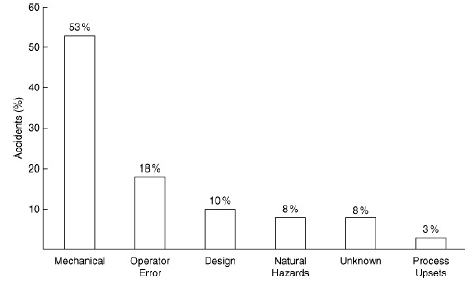 60
50
40
30
20
10
Accidents (%)
53%
18%
10%
8%
8%
3%
Mechanical
Operator
Error
Design
Natural
Hazards
Unknown
Process
Upsets